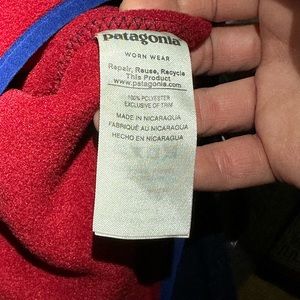 patagonia
WORN WEAR
Repair, Reuse, Recycle
This Product
www.patagonia.com
100% POLYESTER
EXCLUSIVE OF TRIM
MADE IN NICARAGUA
FABRIQUÉ AU NICARAGUA
HECHO EN NICARAGUA